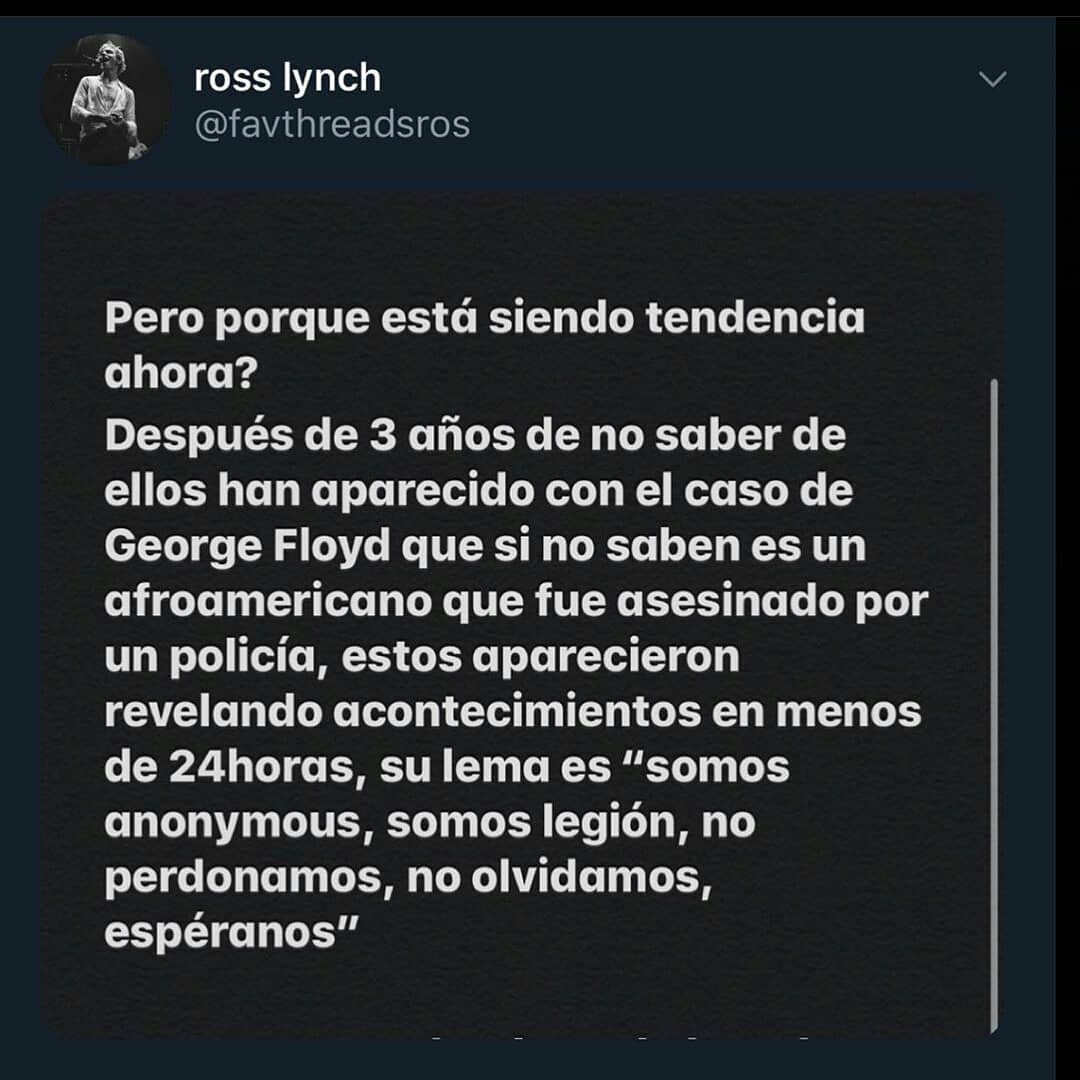 ross lynch
@favthreadsros
Pero porque está siendo tendencia
ahora?
Después de 3 años de no saber de
ellos han aparecido con el caso de
George Floyd que si no saben es un
afroamericano que fue asesinado por
un policía, estos aparecieron
revelando acontecimientos en menos
de 24horas, su lema es “somos
anonymous, somos legión, no
perdonamos, no olvidamos,
espéranos”